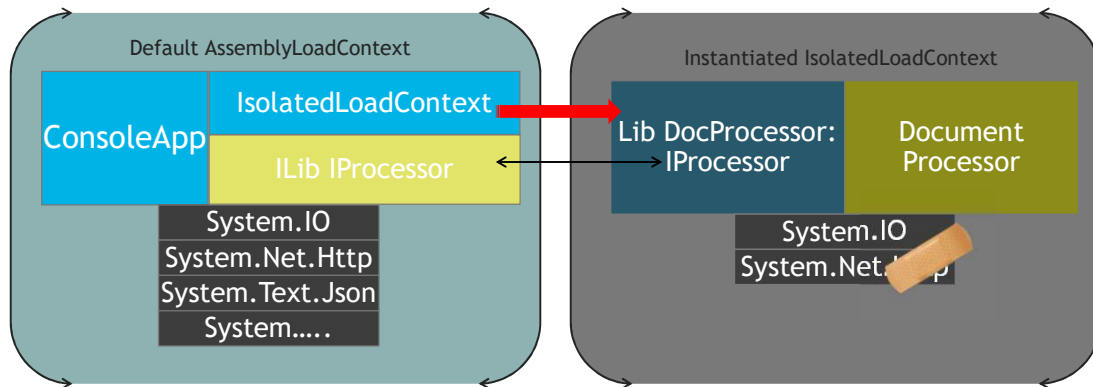 Default AssemblyLoadContext
ConsoleApp
IsolatedLoadContext
ILib IProcessor
System.IO
System.Net.Http
System.Text.Json
System.....
Instantiated IsolatedLoadContext
Lib DocProcessor:
IProcessor
Document
Processor
System.IO
System.Net.